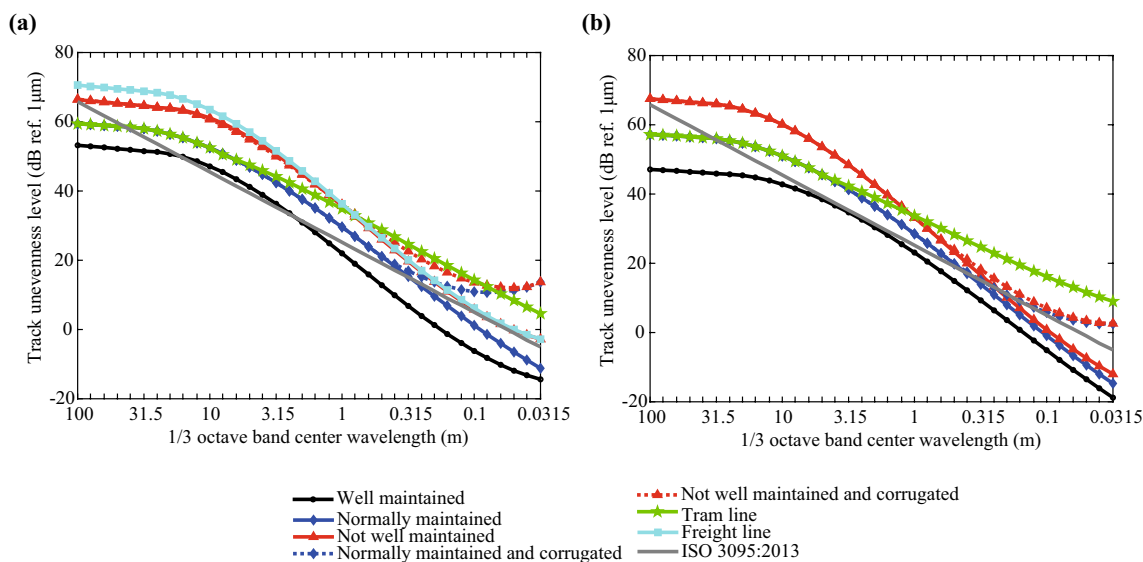 (a)
(b)
Track unevenness level (dB ref. 1 μm)
80
60
40
20
0
-20
100 31.5 10 3.15 1 0.315 0.1 0.0315
1/3 octave band center wavelength (m)
Track unevenness level (dB ref. 1 μm)
80
60
40
20
0
-20
100 31.5 10 3.15 1 0.315 0.1 0.0315
1/3 octave band center wavelength (m)
Well maintained
Normally maintained
Not well maintained
Normally maintained and corrugated
Not well maintained and corrugated
Tram line
Freight line
ISO 3095:2013